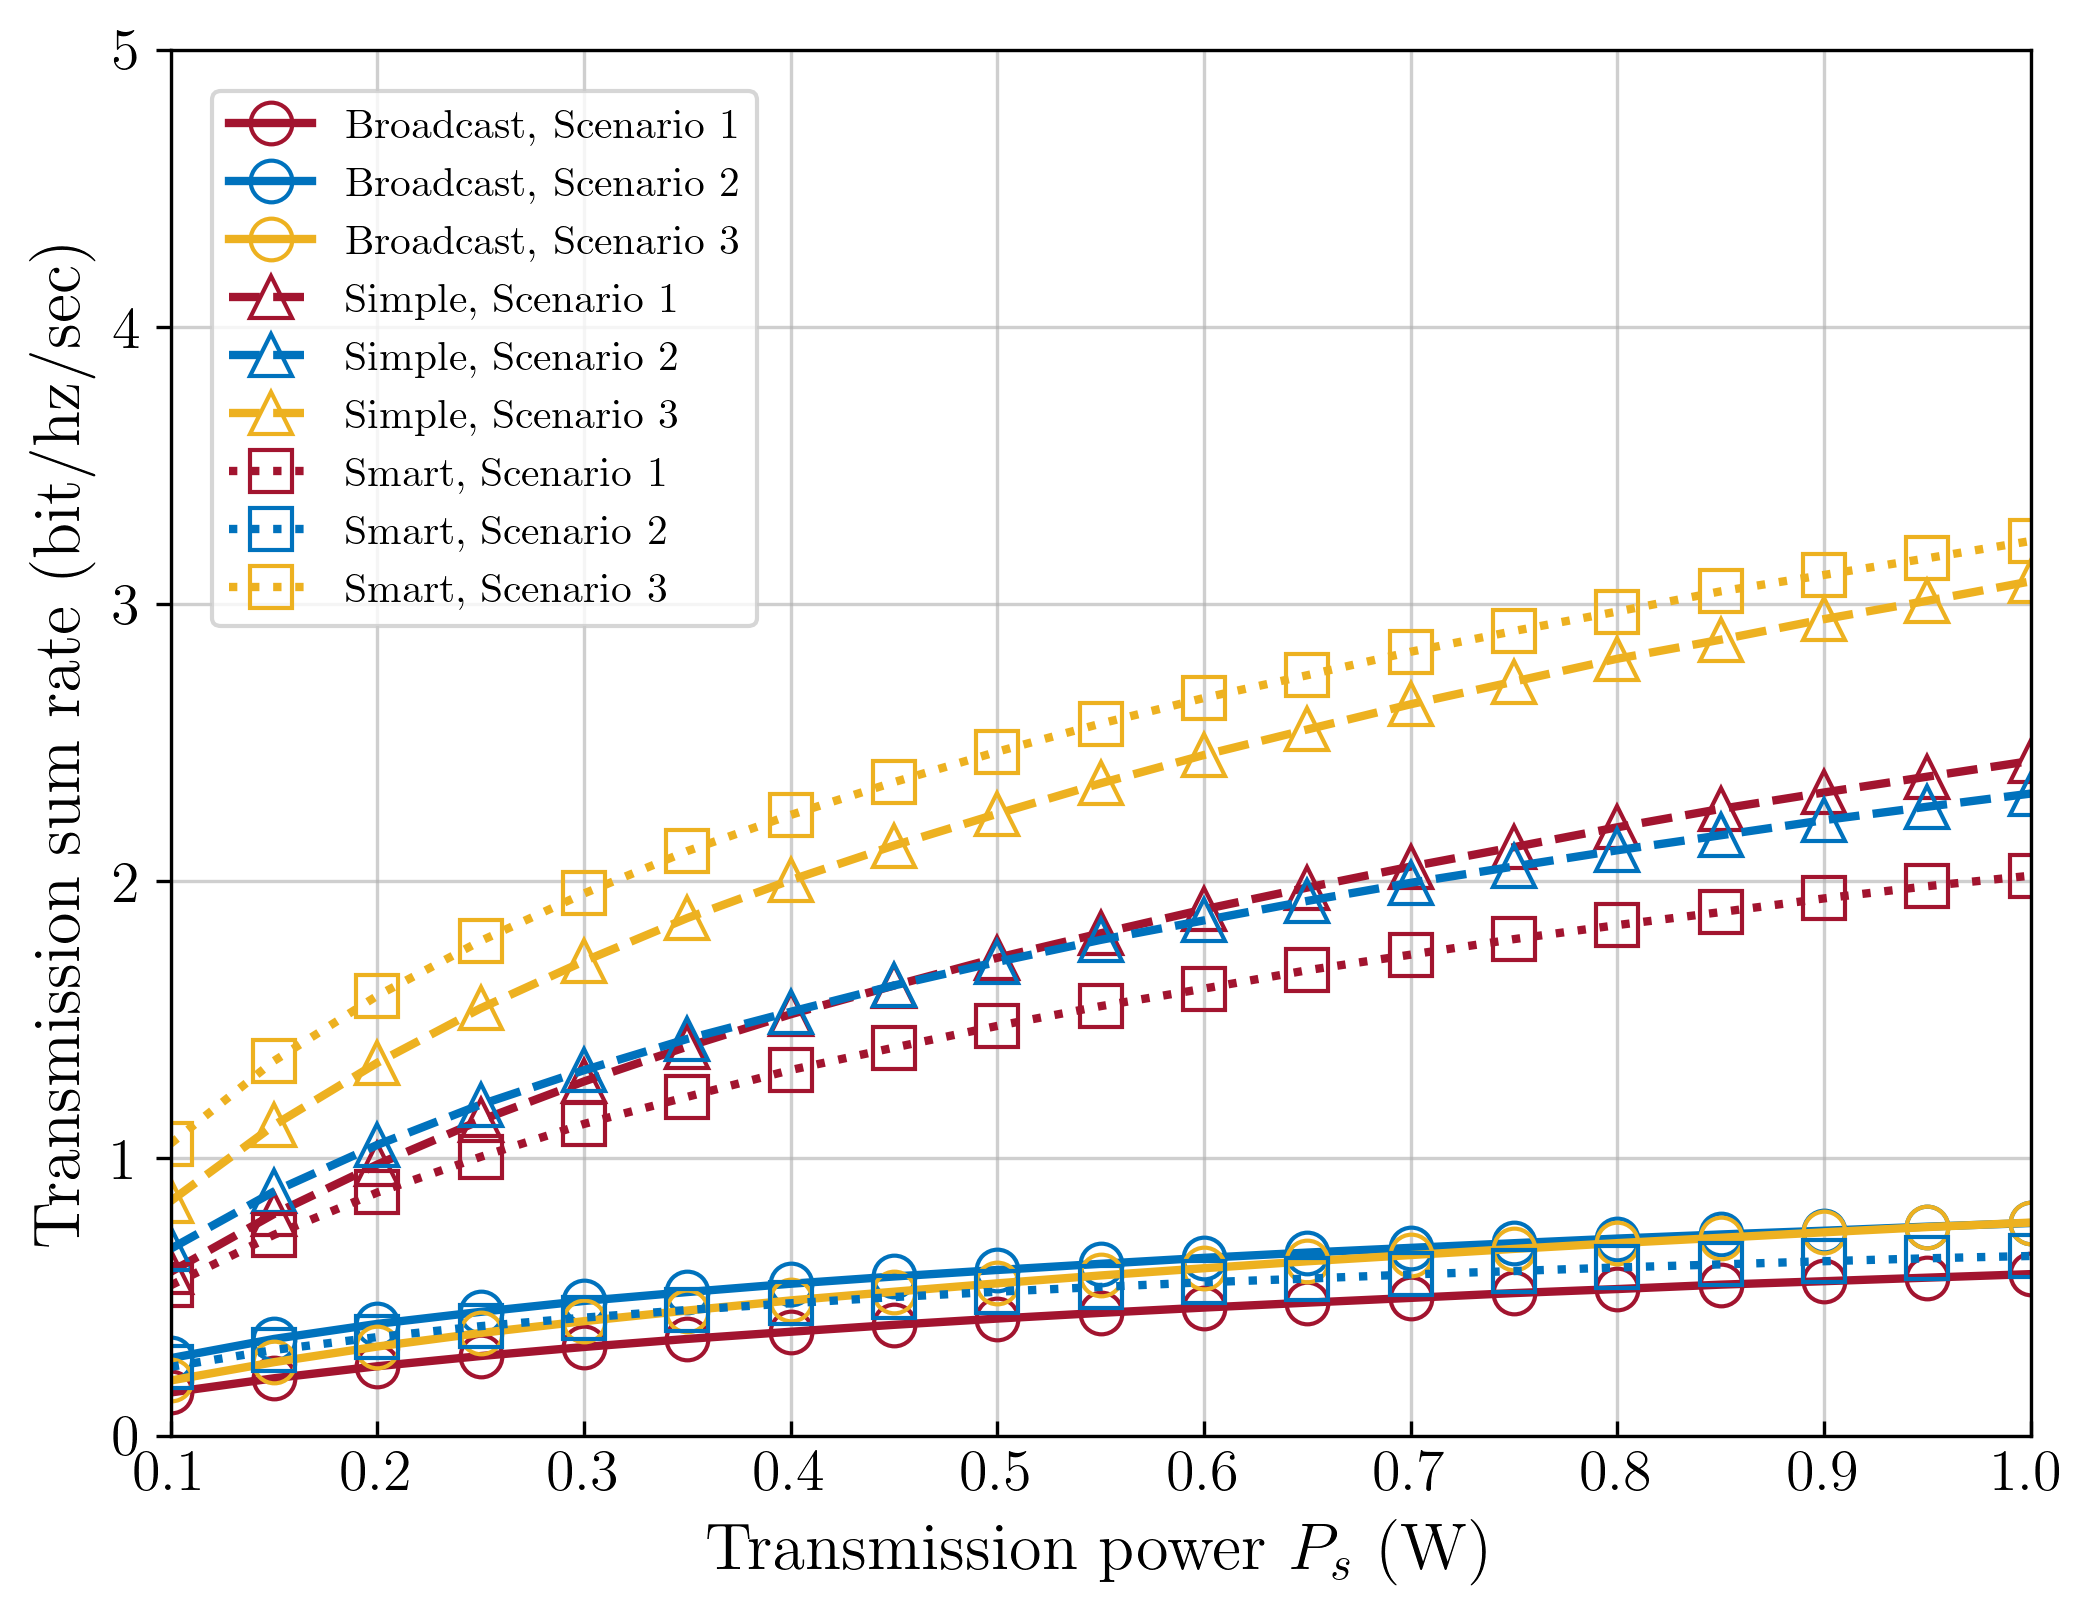 5
4
3
2
1
0
Transmission sum rate (bit/hz/sec)
Broadcast, Scenario 1
Broadcast, Scenario 2
Broadcast, Scenario 3
Simple, Scenario 1
Simple, Scenario 2
Simple, Scenario 3
Smart, Scenario 1
Smart, Scenario 2
Smart, Scenario 3
0.1 0.2 0.3 0.4 0.5 0.6 0.7 0.8 0.9 1.0
Transmission power $P_s$ (W)